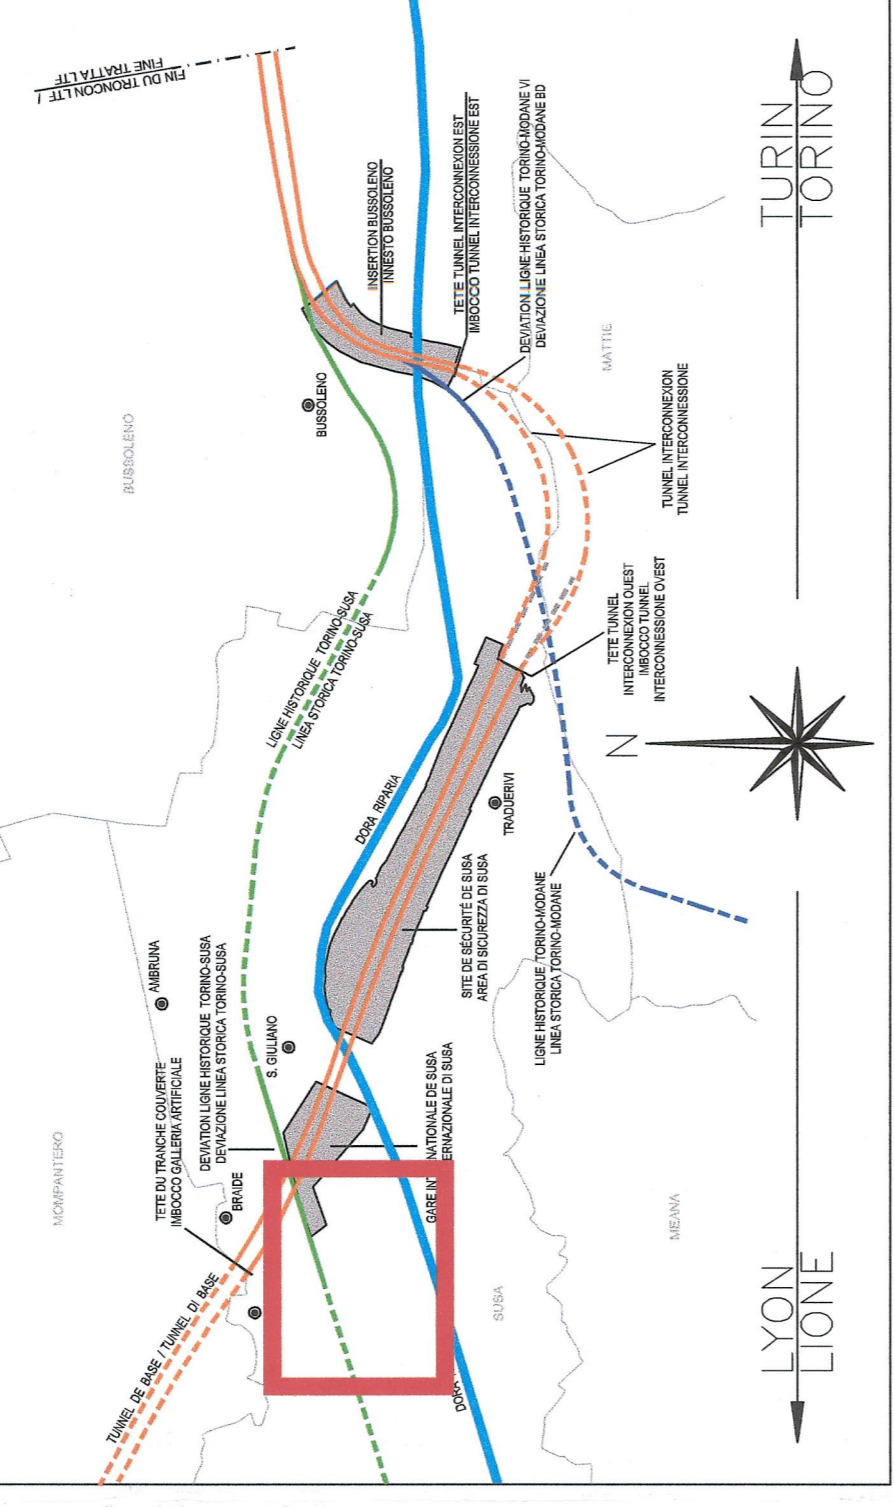 FIN DU TRONCON LTF /
FINE TRATTA LTF
MOMPANTERO
BUSSOLENO
TUNNEL DE BASE / TUNNEL DI BASE
TETE DU TRANCHE COUVERTE
IMBOCCO GALLERIA ARTIFICIALE
AMBRUNA
DEVIATION LIGNE HISTORIQUE TORINO-SUSA
DEVIAZIONE LINEA STORICA TORINO-SUSA
BRAIDE
S. GIULIANO
LIGNE HISTORIQUE TORINO-SUSA
LINEA STORICA TORINO-SUSA
BUSSOLENO
INSERTION BUSSOLENO
INNESTO BUSSOLENO
DORA RIPARIA
GARE INT NATIONALE DE SUSA
ERNAZIONALE DI SUSA
DORA
TETE TUNNEL INTERCONNEXION EST
IMBOCCO TUNNEL INTERCONNESSIONE EST
SITE DE SÉCURITÉ DE SUSA
AREA DI SICUREZZA DI SUSA
TRADUERIVI
SUSA
DEVIATION LIGNE HISTORIQUE TORINO-MODANE VI
DEVIAZIONE LINEA STORICA TORINO-MODANE BD
LIGNE HISTORIQUE TORINO-MODANE
LINEA STORICA TORINO-MODANE
MATTIE
TETE TUNNEL
INTERCONNEXION OUEST
IMBOCCO TUNNEL
INTERCONNESSIONE OVEST
TUNNEL INTERCONNEXION
TUNNEL INTERCONNESSIONE
MEANA
N
LYON
LIONE
TURIN
TORINO